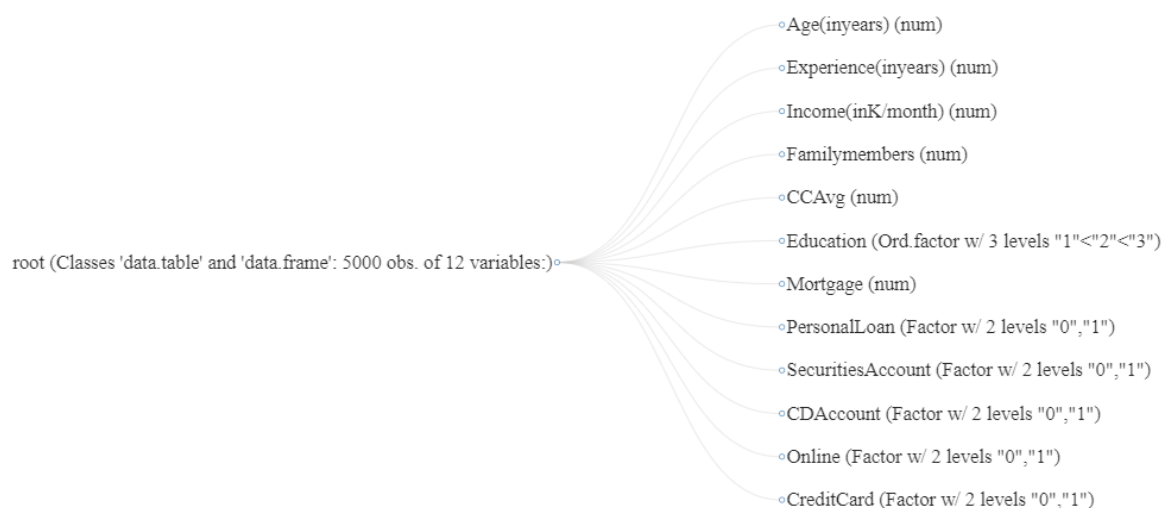 Age(inyears) (num)
Experience(inyears) (num)
Income(inK/month) (num)
Familymembers (num)
CCAvg (num)
Education (Ord.factor w/ 3 levels "1"<"2"<"3")
root (Classes 'data.table' and 'data.frame': 5000 obs. of 12 variables:)
Mortgage (num)
PersonalLoan (Factor w/ 2 levels "0","1")
SecuritiesAccount (Factor w/ 2 levels "0","1")
CDAccount (Factor w/ 2 levels "0","1")
Online (Factor w/ 2 levels "0","1")
CreditCard (Factor w/ 2 levels "0","1")